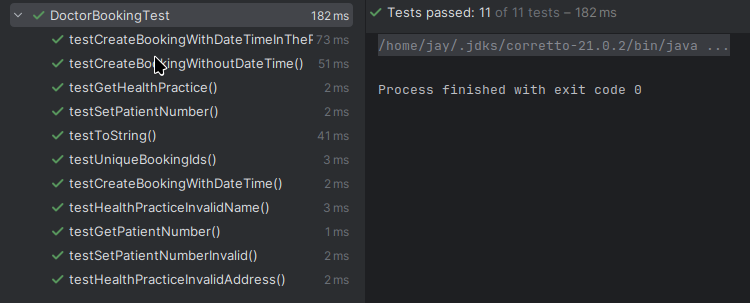 DoctorBookingTest 182 ms
testCreateBookingWithDateTimeInTheP 73 ms
testCreateBookingWithoutDateTime() 51 ms
testGetHealthPractice() 2 ms
testSetPatientNumber() 2 ms
testToString() 41 ms
testUniqueBookingIds() 3 ms
testCreateBookingWithDateTime() 2 ms
testHealthPracticeInvalidName() 3 ms
testGetPatientNumber() 1 ms
testSetPatientNumberInvalid() 2 ms
testHealthPracticeInvalidAddress() 2 ms
Tests passed: 11 of 11 tests – 182 ms
/home/jay/.jdks/corretto-21.0.2/bin/java ...
Process finished with exit code 0